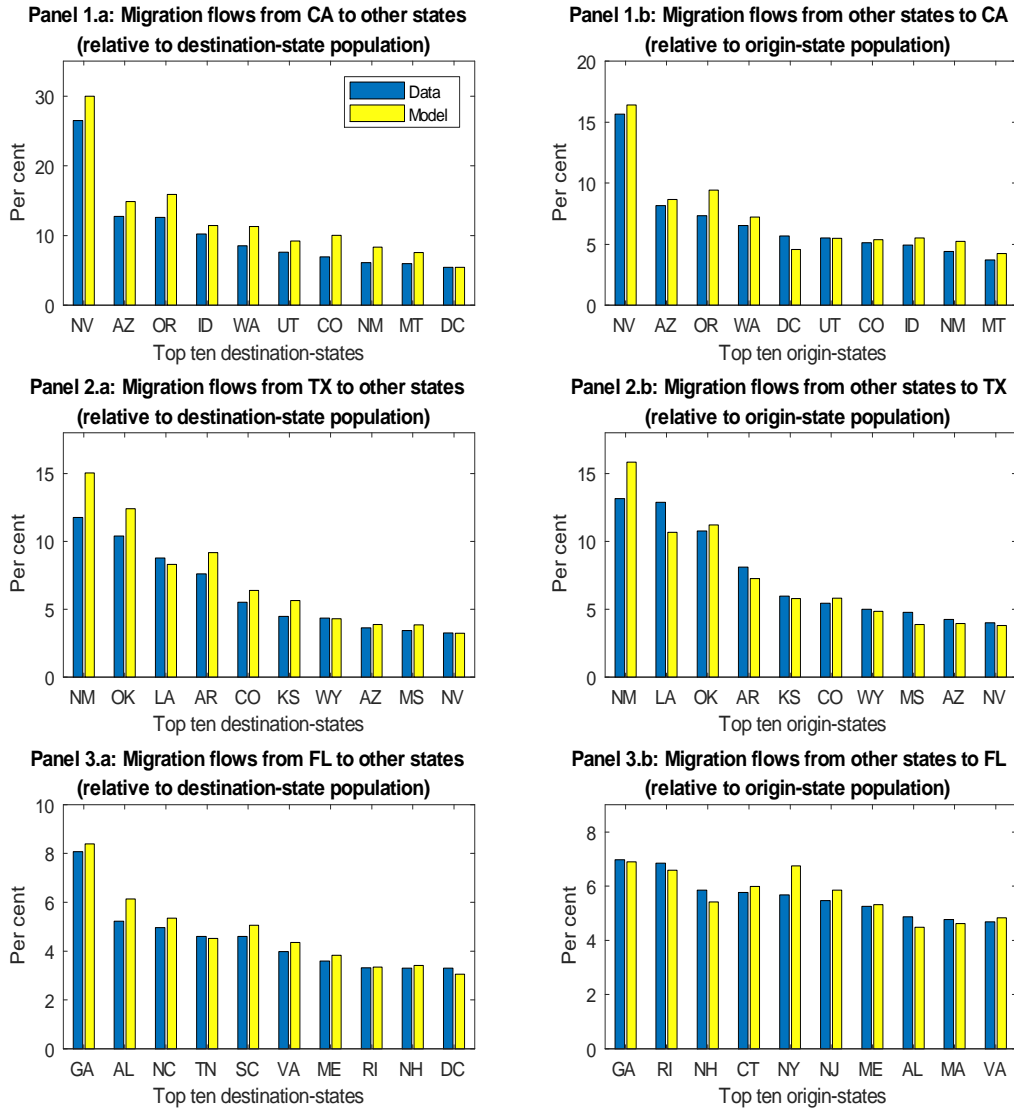 Panel 1.a: Migration flows from CA to other states
(relative to destination-state population)
30
20
10
0
Per cent
Data
Model
NV AZ OR ID WA UT CO NM MT DC
Top ten destination-states
Panel 1.b: Migration flows from other states to CA
(relative to origin-state population)
20
15
10
5
0
Per cent
NV AZ OR WA DC UT CO ID NM MT
Top ten origin-states
Panel 2.a: Migration flows from TX to other states
(relative to destination-state population)
15
10
5
0
Per cent
NM OK LA AR CO KS WY AZ MS NV
Top ten destination-states
Panel 2.b: Migration flows from other states to TX
(relative to origin-state population)
15
10
5
0
Per cent
NM LA OK AR KS CO WY MS AZ NV
Top ten origin-states
Panel 3.a: Migration flows from FL to other states
(relative to destination-state population)
10
8
6
4
2
0
Per cent
GA AL NC TN SC VA ME RI NH DC
Top ten destination-states
Panel 3.b: Migration flows from other states to FL
(relative to origin-state population)
8
6
4
2
0
Per cent
GA RI NH CT NY NJ ME AL MA VA
Top ten origin-states